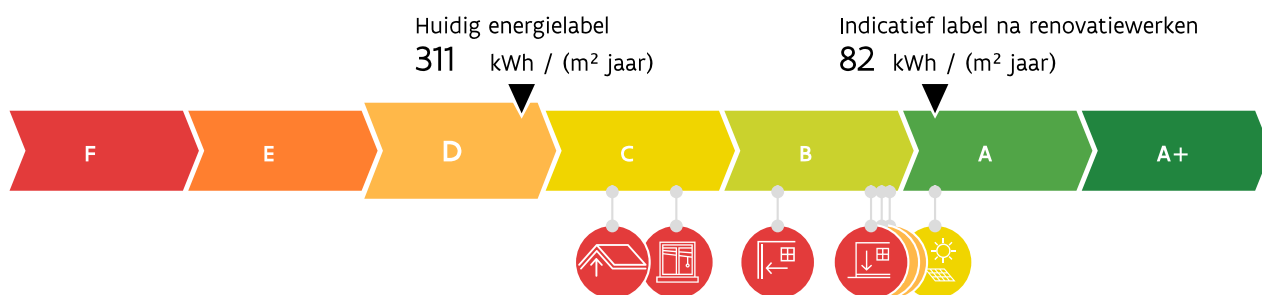 Huidig energielabel
311 kWh / (m² jaar)
Indicatief label na renovatiewerken
82 kWh / (m² jaar)
F E D C B A A+